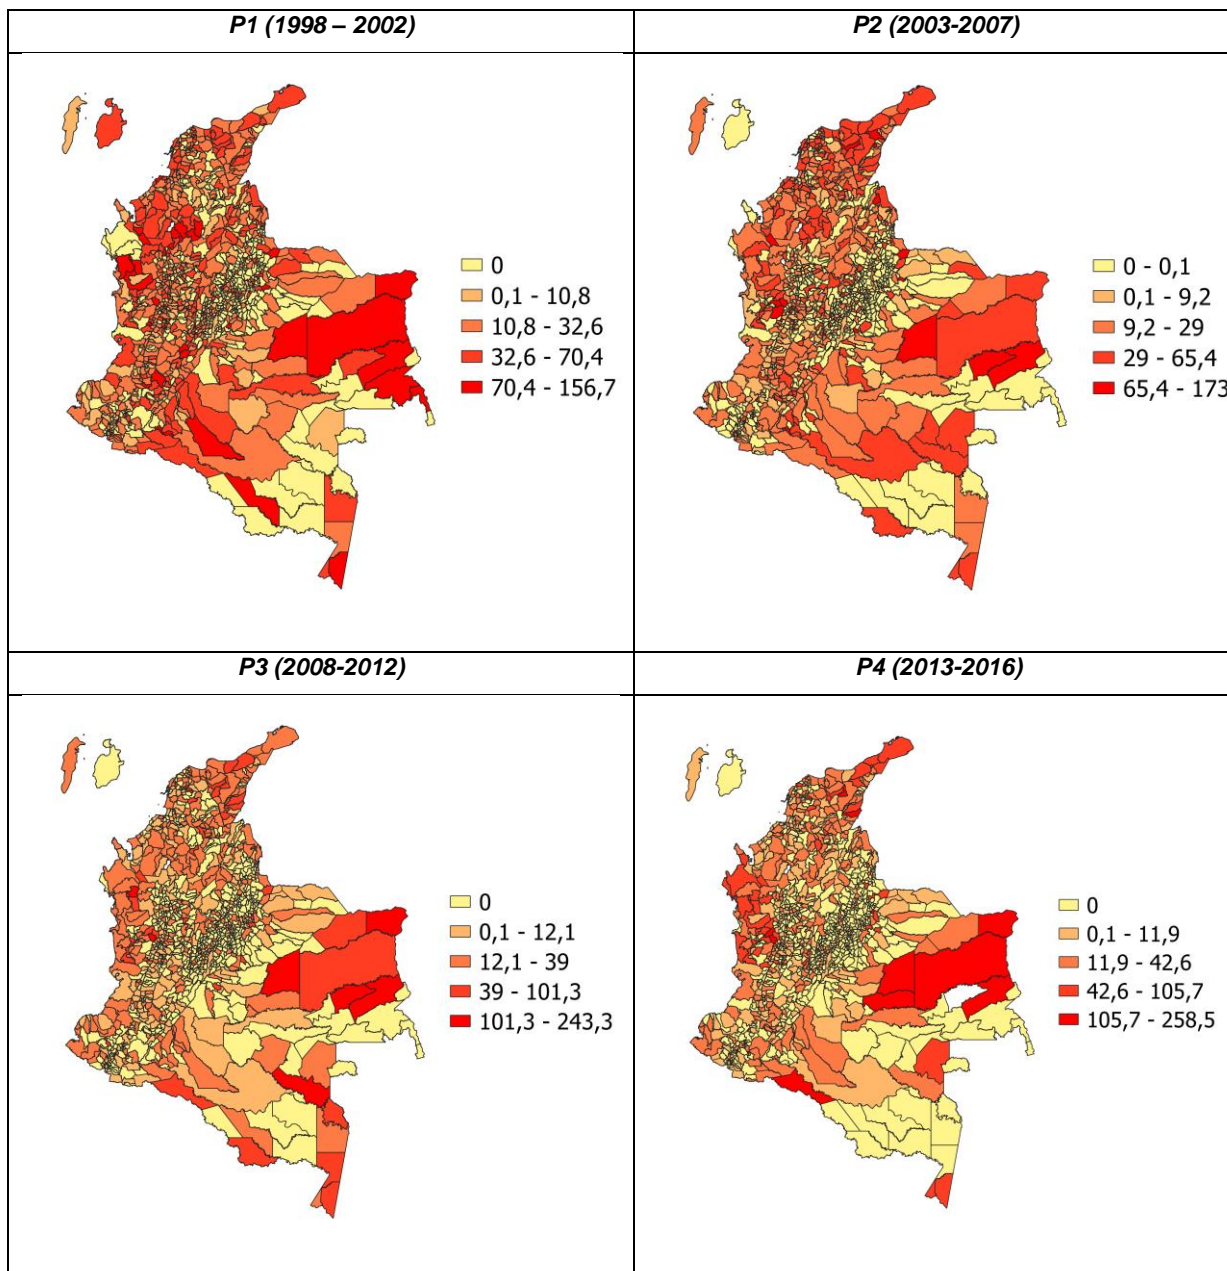 P1 (1998 – 2002)
P2 (2003-2007)
0
0,1 - 10,8
10,8 - 32,6
32,6 - 70,4
70,4 - 156,7
0 - 0,1
0,1 - 9,2
9,2 - 29
29 - 65,4
65,4 - 173
P3 (2008-2012)
P4 (2013-2016)
0
0,1 - 12,1
12,1 - 39
39 - 101,3
101,3 - 243,3
0
0,1 - 11,9
11,9 - 42,6
42,6 - 105,7
105,7 - 258,5